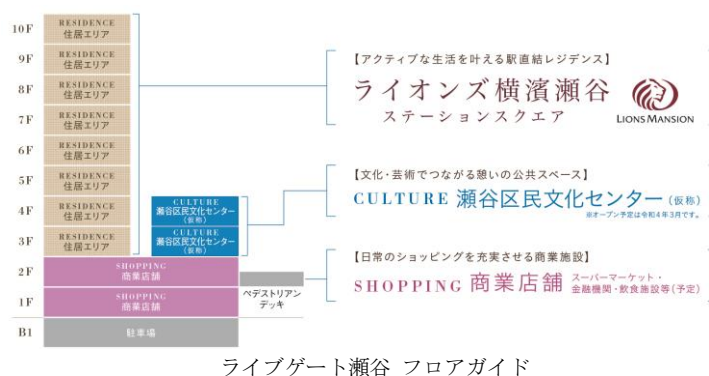 10F
RESIDENCE
住居エリア
9F
RESIDENCE
住居エリア
8F
RESIDENCE
住居エリア
7F
RESIDENCE
住居エリア
6F
RESIDENCE
住居エリア
5F
RESIDENCE
住居エリア
4F
RESIDENCE
住居エリア
CULTURE
瀬谷区民文化センター
(仮称)
3F
RESIDENCE
住居エリア
CULTURE
瀬谷区民文化センター
(仮称)
2F
SHOPPING
商業店舗
ペデストリアン
デッキ
1F
SHOPPING
商業店舗
B1
駐車場
【アクティブな生活を叶える駅直結レジデンス】
ライオンズ横濱瀬谷
ステーションスクエア
LIONS MANSION
【文化・芸術でつながる憩いの公共スペース】
CULTURE 瀬谷区民文化センター(仮称)
※オープン予定は令和4年3月です。
【日常のショッピングを充実させる商業施設】
SHOPPING 商業店舗 スーパーマーケット・
金融機関・飲食施設等(予定)
ライブゲート瀬谷 フロアガイド